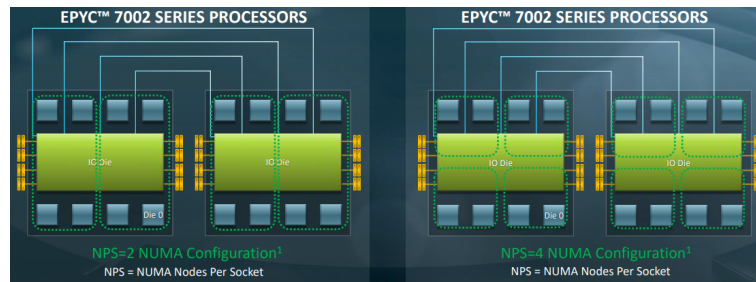 EPYC™ 7002 SERIES PROCESSORS
IO Die
IO Die
Die 0
NPS=2 NUMA Configuration¹
NPS = NUMA Nodes Per Socket
EPYC™ 7002 SERIES PROCESSORS
IO Die
IO Die
Die 0
NPS=4 NUMA Configuration¹
NPS = NUMA Nodes Per Socket